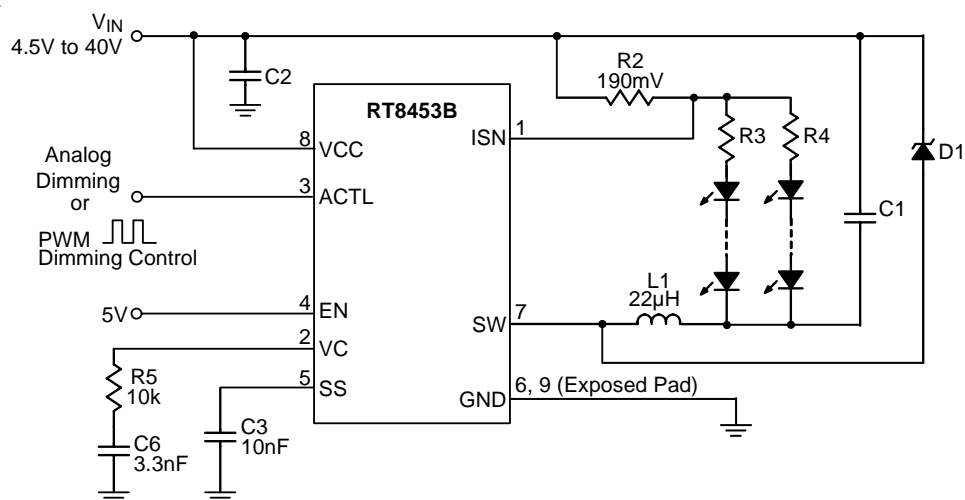 VIN
4.5V to 40V
C2
R2
190mV
RT8453B
1
ISN
R3
R4
D1
8
VCC
Analog
Dimming
or
PWM
Dimming Control
3
ACTL
C1
L1
22µH
5V
4
EN
7
SW
2
VC
R5
10k
5
SS
6, 9 (Exposed Pad)
GND
C6
3.3nF
C3
10nF